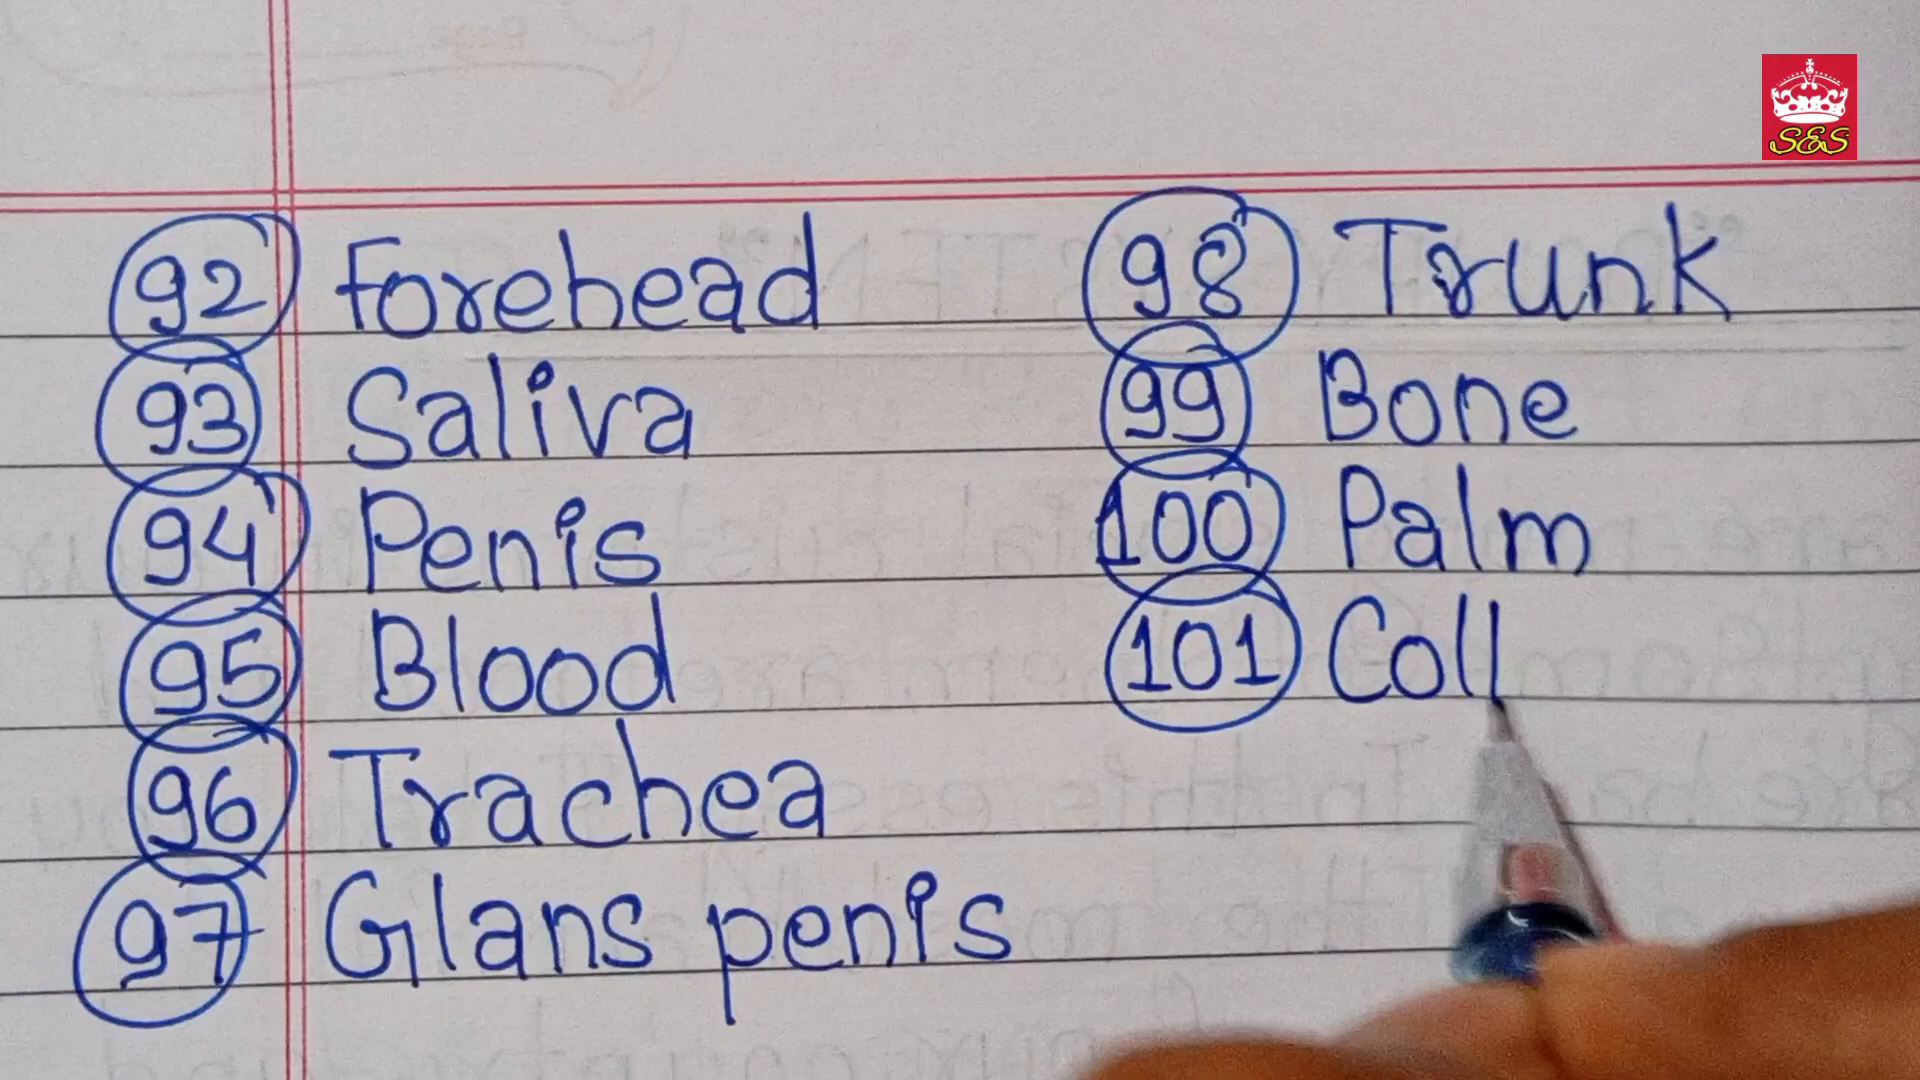 S&S
92 Forehead
93 Saliva
94 Penis
95 Blood
96 Trachea
97 Glans penis
98 Trunk
99 Bone
100 Palm
101 Coll